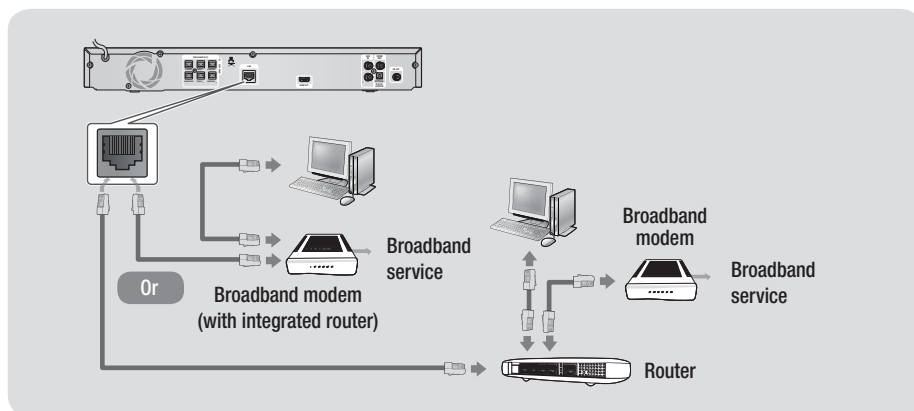 Or
Broadband
service
Broadband modem
(with integrated router)
Broadband
modem
Broadband
service
Router